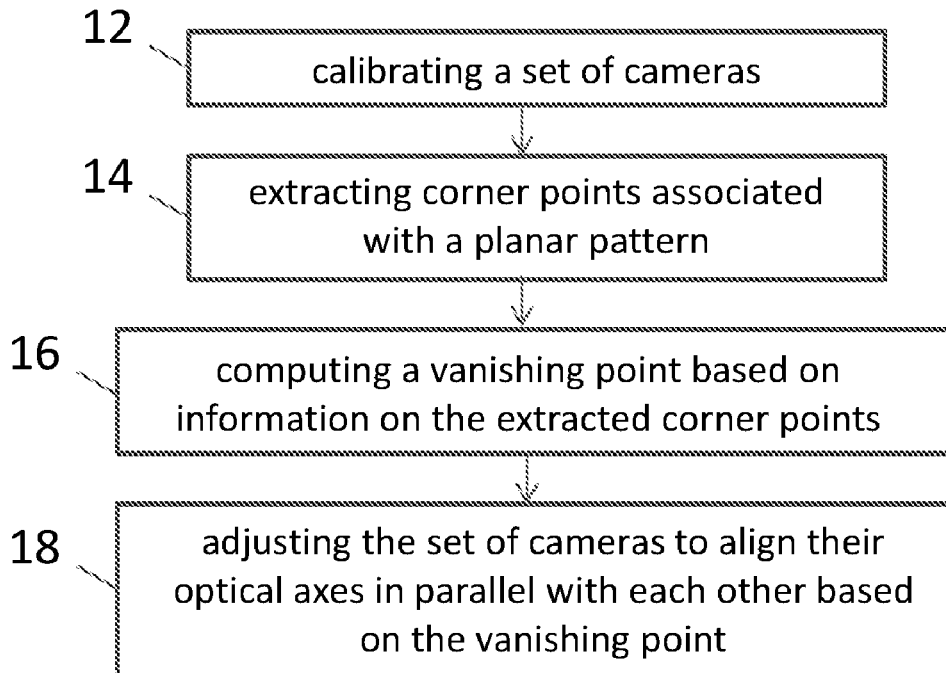 12
calibrating a set of cameras
14
extracting corner points associated
with a planar pattern
16
computing a vanishing point based on
information on the extracted corner points
18
adjusting the set of cameras to align their
optical axes in parallel with each other based
on the vanishing point